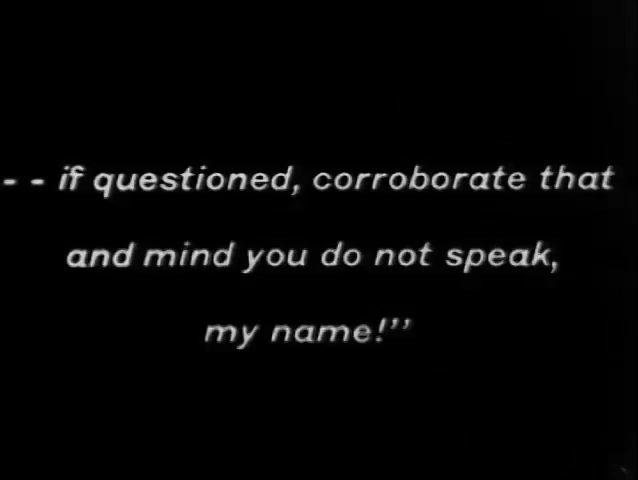 - - if questioned, corroborate that
and mind you do not speak,
my name!''